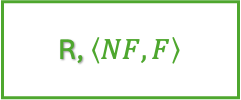 R, ⟨NF, F⟩